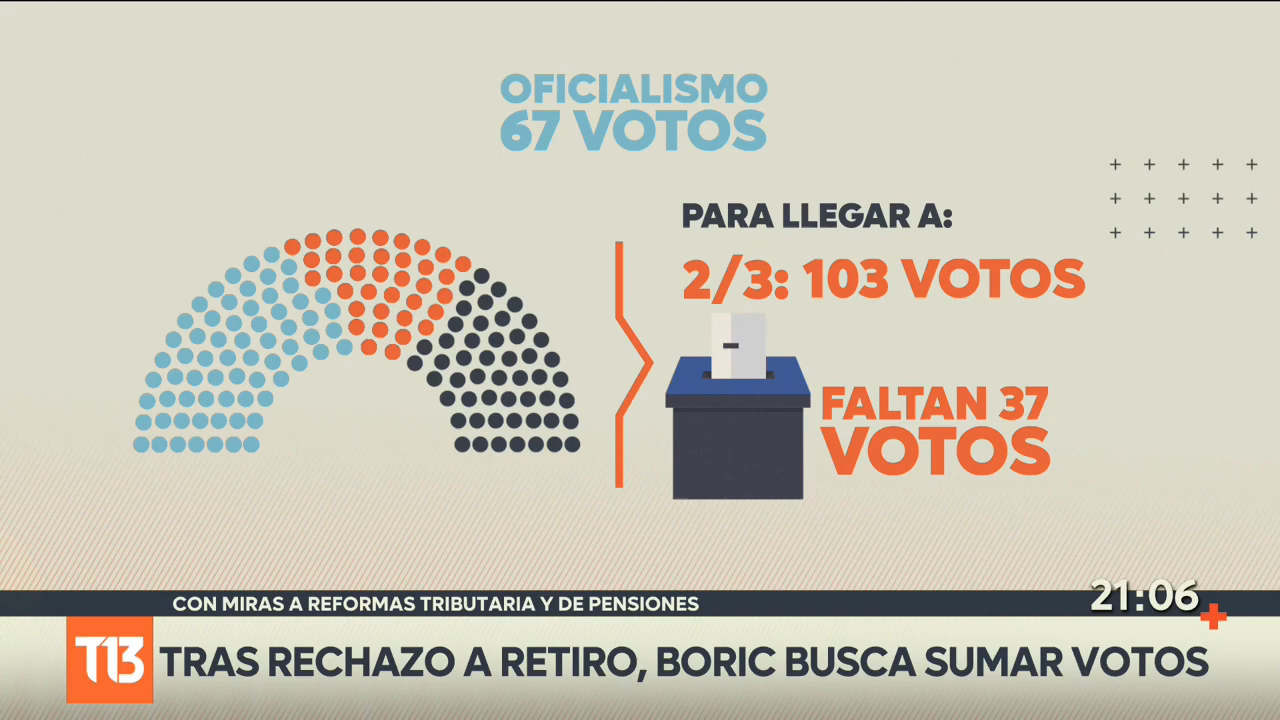 OFICIALISMO
67 VOTOS
PARA LLEGAR A:
2/3: 103 VOTOS
FALTAN 37
VOTOS
CON MIRAS A REFORMAS TRIBUTARIA Y DE PENSIONES
21:06
T13
TRAS RECHAZO A RETIRO, BORIC BUSCA SUMAR VOTOS